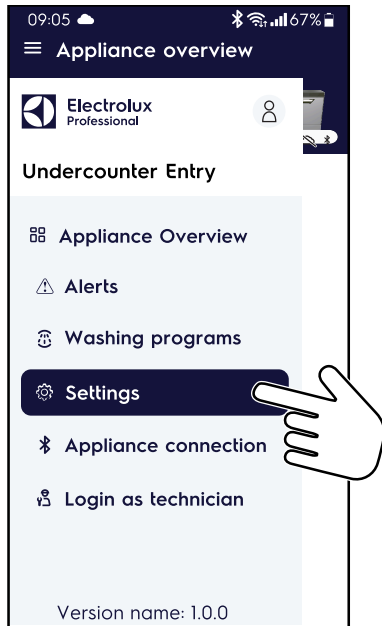 09:05 67%
Appliance overview
Electrolux
Professional
Undercounter Entry
Appliance Overview
Alerts
Washing programs
Settings
Appliance connection
Login as technician
Version name: 1.0.0